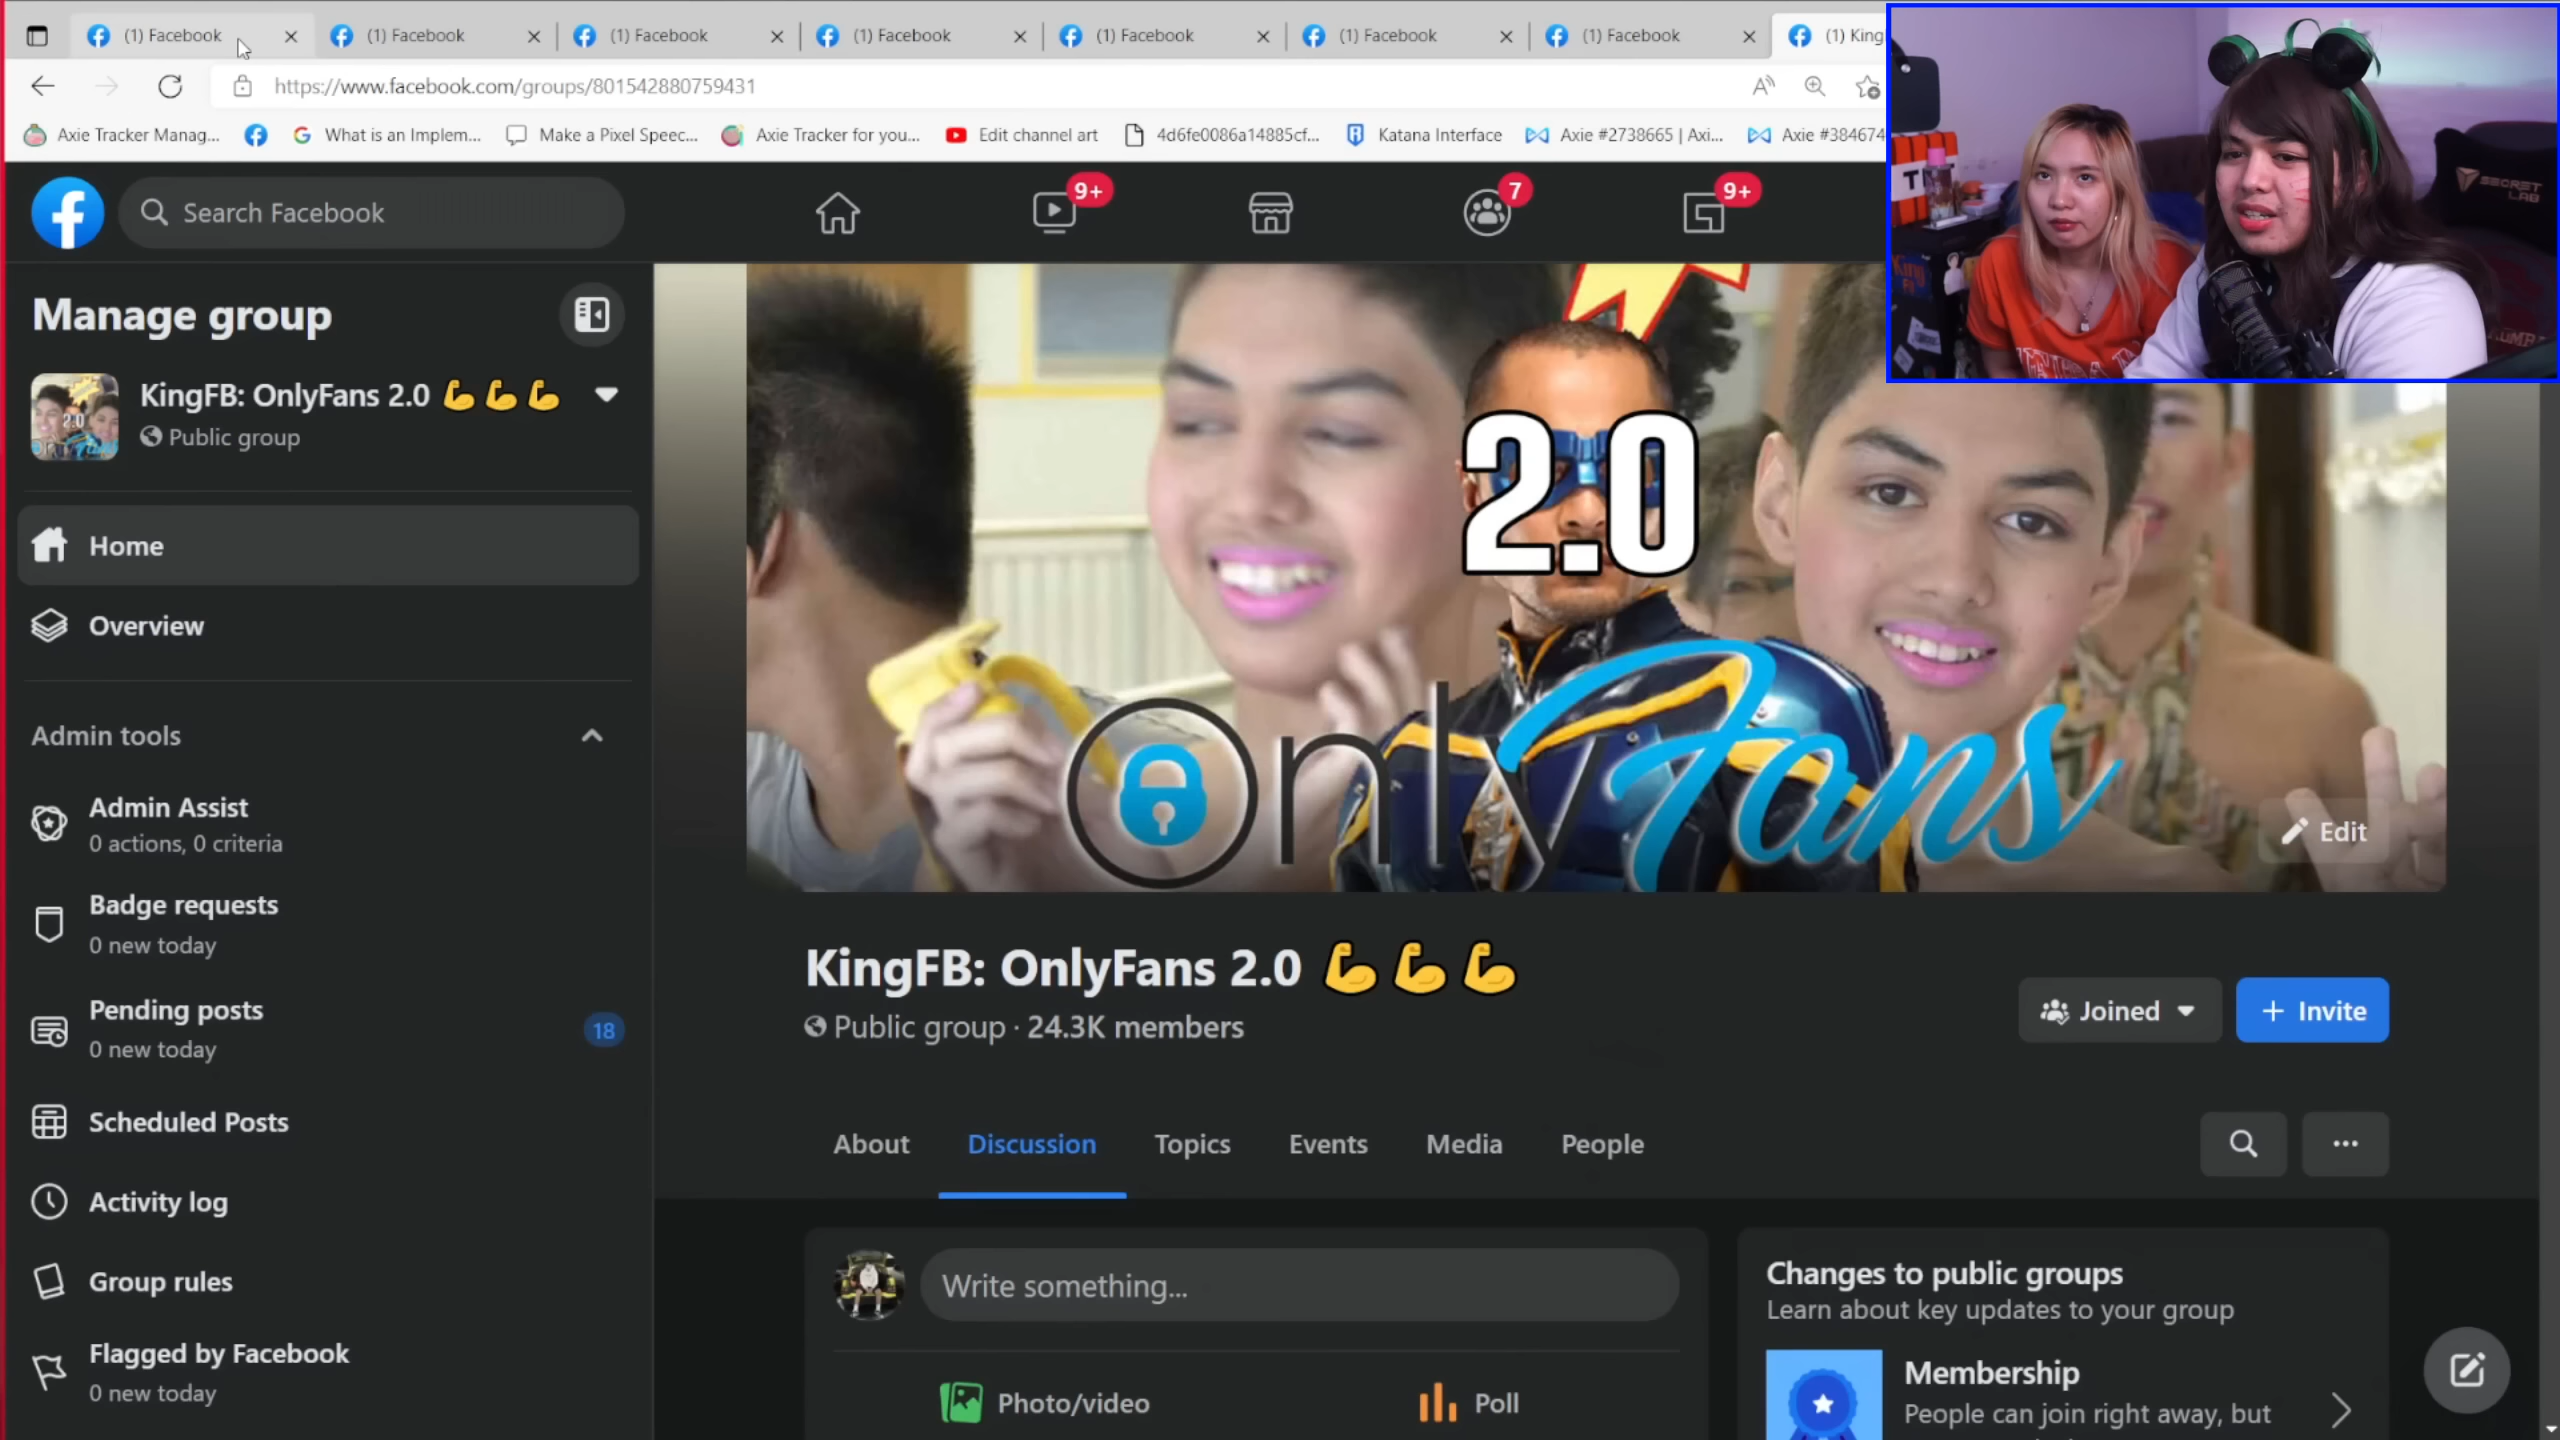 (1) Facebook
(1) Facebook
(1) Facebook
(1) Facebook
(1) Facebook
(1) Facebook
(1) Facebook
(1) King
https://www.facebook.com/groups/801542880759431
Axie Tracker Manag...
What is an Implem...
Make a Pixel Speec...
Axie Tracker for you...
Edit channel art
4d6fe0086a14885cf...
Katana Interface
Axie #2738665 | Axi...
Axie #384674
SECRET
LAB
Search Facebook
9+
7
9+
Manage group
KingFB: OnlyFans 2.0 💪💪💪
Public group
Home
Overview
Admin tools
Admin Assist
0 actions, 0 criteria
Badge requests
0 new today
Pending posts
0 new today
18
Scheduled Posts
Activity log
Group rules
Flagged by Facebook
0 new today
2.0
OnlyFans
Edit
KingFB: OnlyFans 2.0 💪💪💪
Public group · 24.3K members
Joined
+ Invite
About
Discussion
Topics
Events
Media
People
Write something...
Photo/video
Poll
Changes to public groups
Learn about key updates to your group
Membership
People can join right away, but